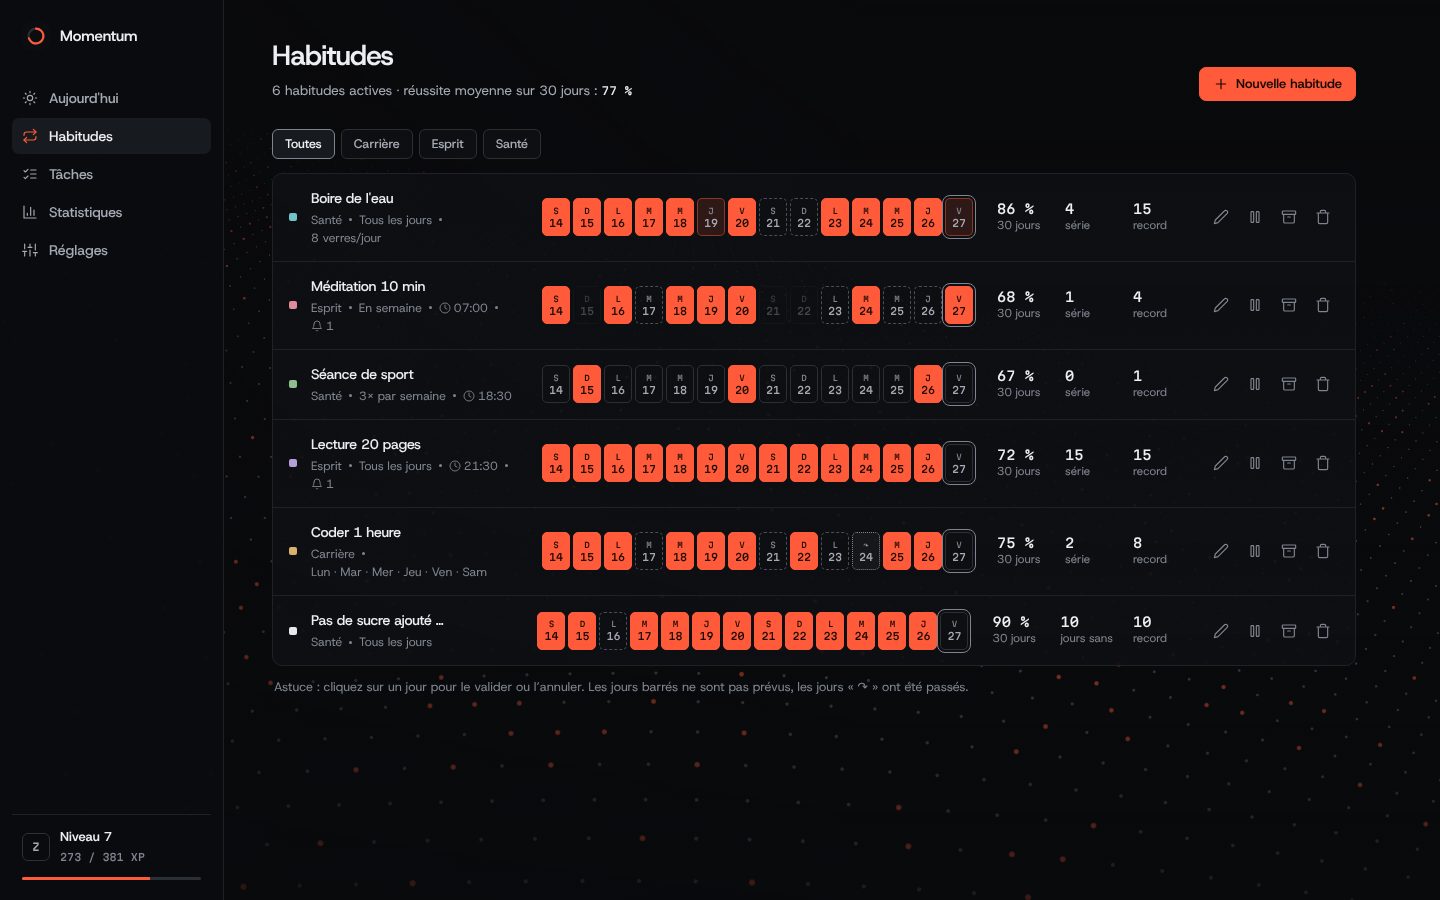 Momentum
Aujourd'hui
Habitudes
Tâches
Statistiques
Réglages
Niveau 7
Z
273 / 381 XP
Habitudes
6 habitudes actives · réussite moyenne sur 30 jours : 77 %
Nouvelle habitude
Toutes Carrière Esprit Santé
Boire de l'eau
Santé • Tous les jours •
8 verres/jour
S D L M M J V S D L M M J V
14 15 16 17 18 19 20 21 22 23 24 25 26 27
86 % 4 15
30 jours série record
Méditation 10 min
Esprit • En semaine • 07:00 •
1
S D L M M J V S D L M M J V
14 15 16 17 18 19 20 21 22 23 24 25 26 27
68 % 1 4
30 jours série record
Séance de sport
Santé • 3× par semaine • 18:30
S D L M M J V S D L M M J V
14 15 16 17 18 19 20 21 22 23 24 25 26 27
67 % 0 1
30 jours série record
Lecture 20 pages
Esprit • Tous les jours • 21:30 •
1
S D L M M J V S D L M M J V
14 15 16 17 18 19 20 21 22 23 24 25 26 27
72 % 15 15
30 jours série record
Coder 1 heure
Carrière •
Lun · Mar · Mer · Jeu · Ven · Sam
S D L M M J V S D L ↷ M J V
14 15 16 17 18 19 20 21 22 23 24 25 26 27
75 % 2 8
30 jours série record
Pas de sucre ajouté …
Santé • Tous les jours
S D L M M J V S D L M M J V
14 15 16 17 18 19 20 21 22 23 24 25 26 27
90 % 10 10
30 jours jours sans record
Astuce : cliquez sur un jour pour le valider ou l’annuler. Les jours barrés ne sont pas prévus, les jours « ↷ » ont été passés.